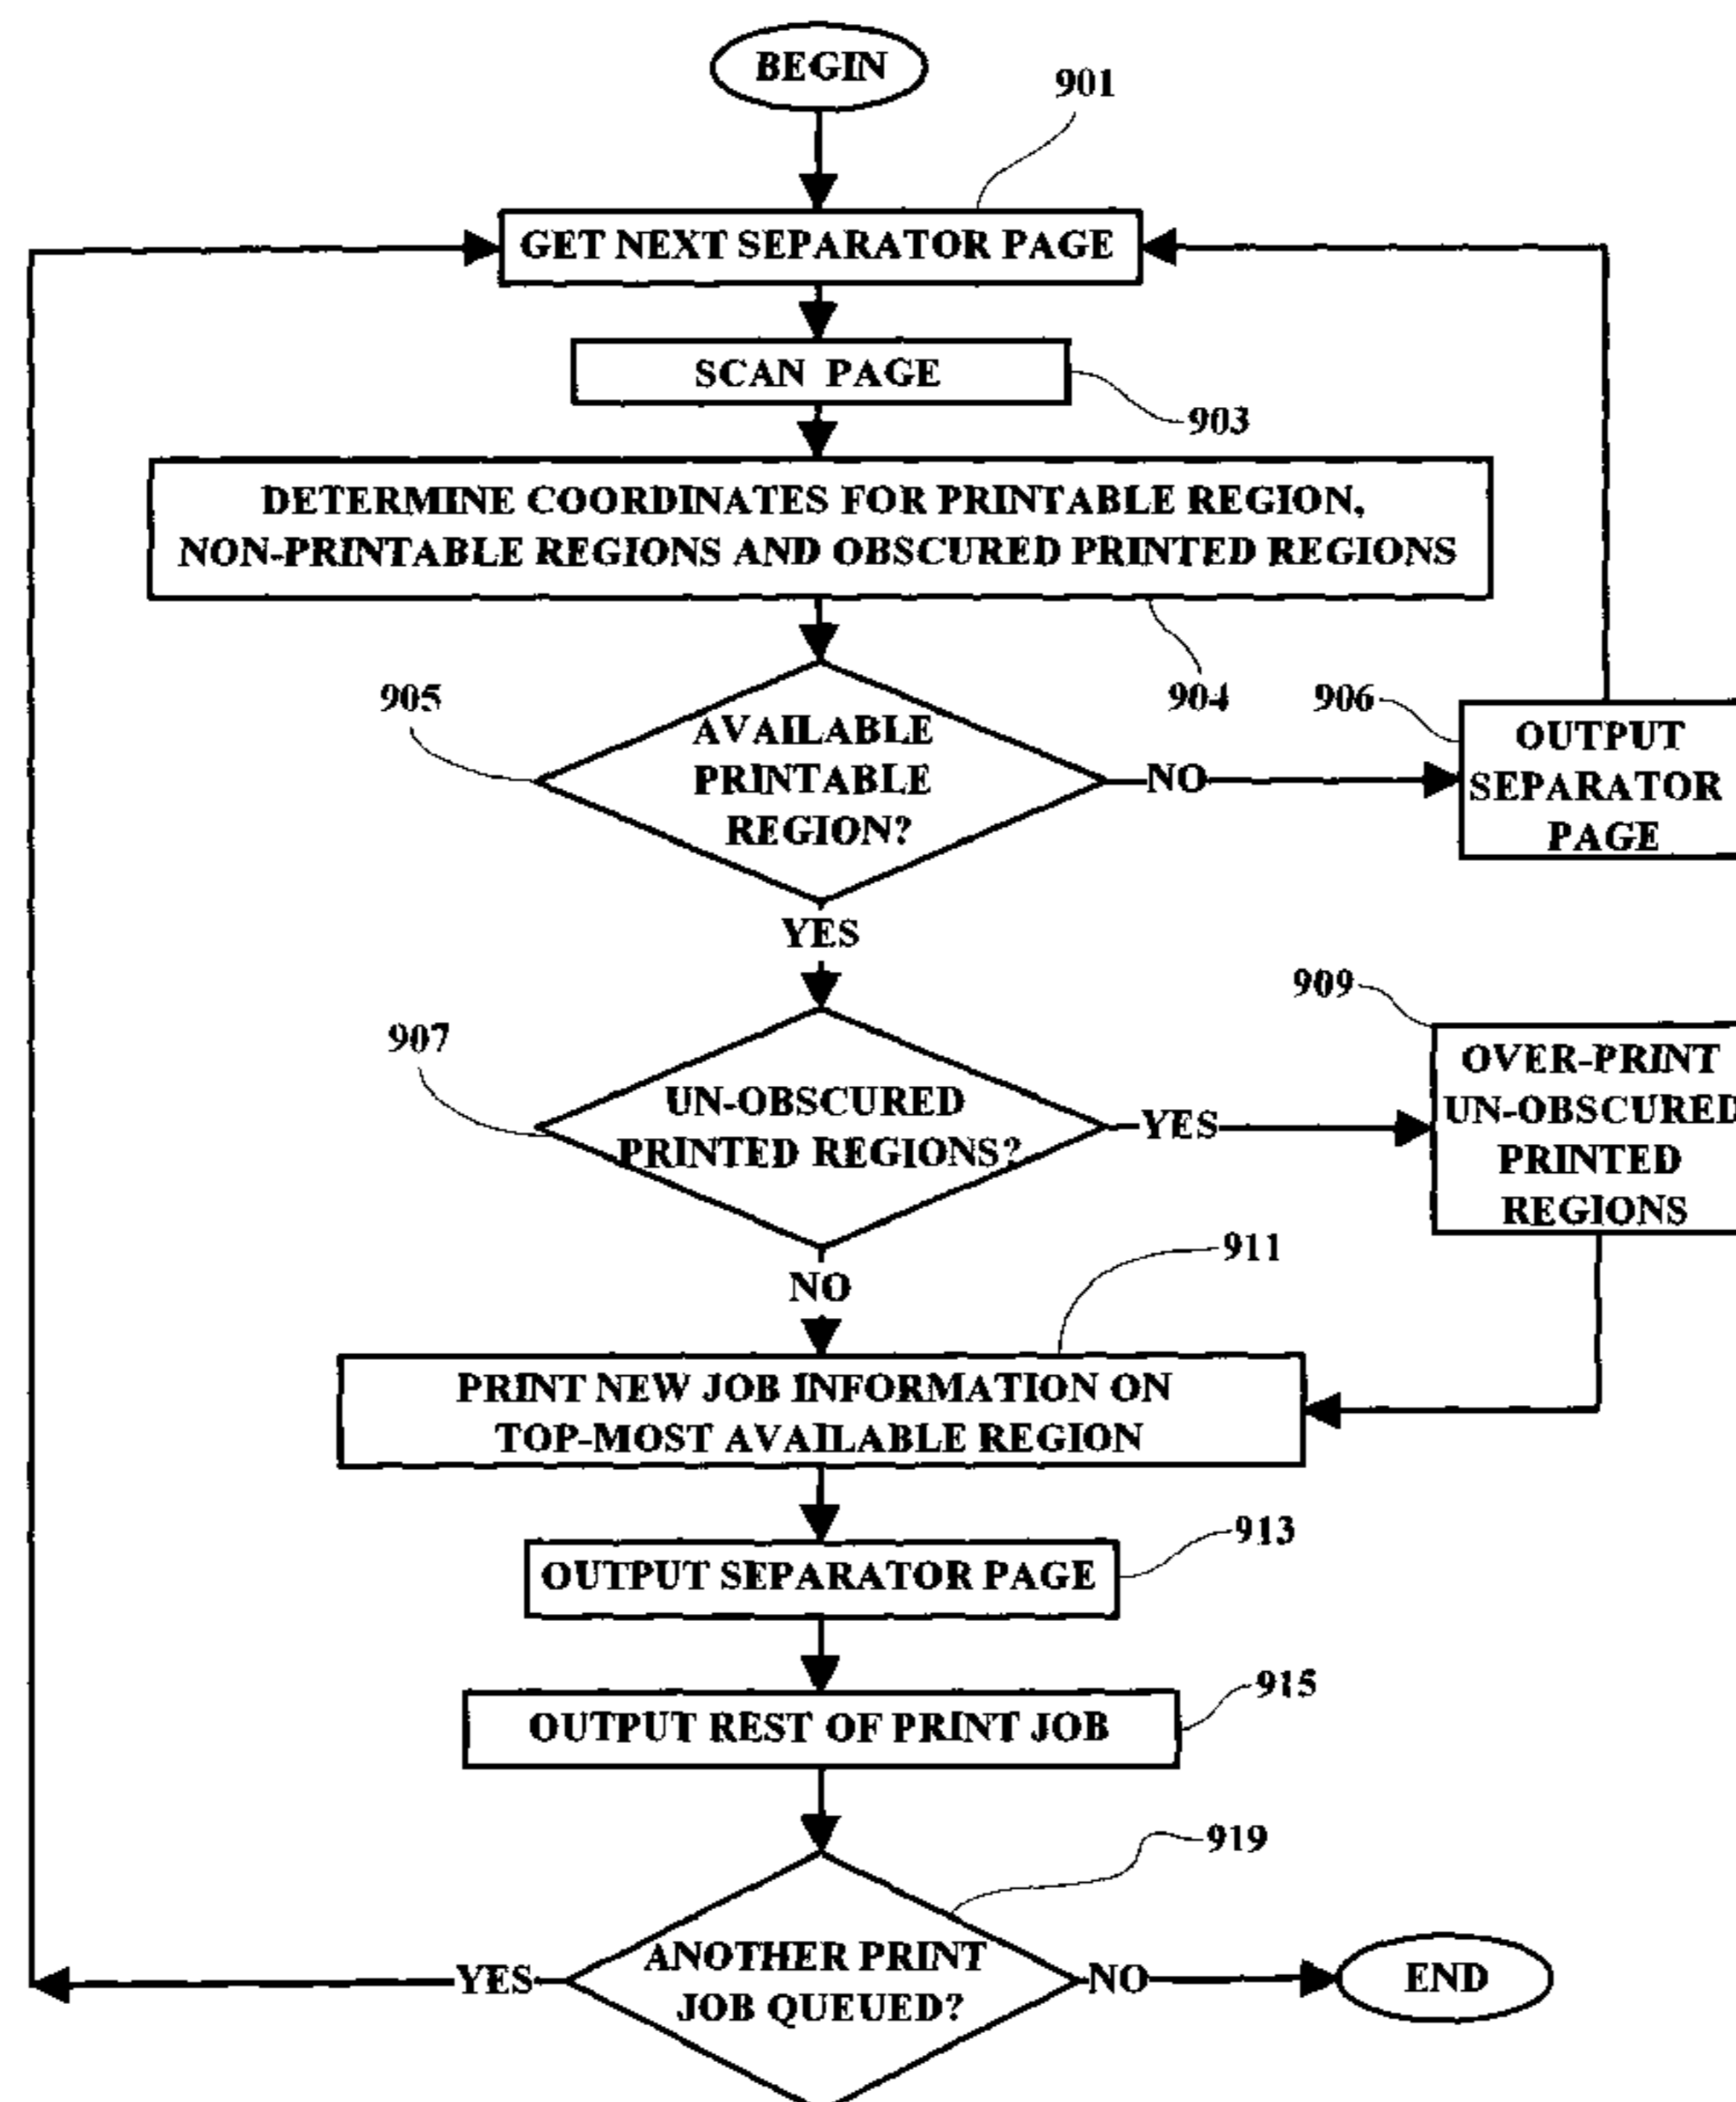 BEGIN
901
GET NEXT SEPARATOR PAGE
SCAN PAGE
903
DETERMINE COORDINATES FOR PRINTABLE REGION,
NON-PRINTABLE REGIONS AND OBSCURED PRINTED REGIONS
904
905
AVAILABLE
PRINTABLE
REGION?
NO
906
OUTPUT
SEPARATOR
PAGE
YES
907
UN-OBSCURED
PRINTED REGIONS?
YES
909
OVER-PRINT
UN-OBSCURED
PRINTED
REGIONS
NO
911
PRINT NEW JOB INFORMATION ON
TOP-MOST AVAILABLE REGION
913
OUTPUT SEPARATOR PAGE
915
OUTPUT REST OF PRINT JOB
919
ANOTHER PRINT
JOB QUEUED?
YES
NO
END